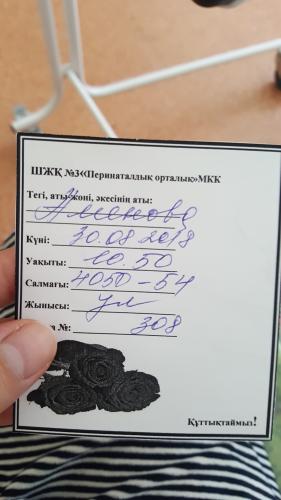 ШЖҚ №3«Перинаталдық орталық»МКК
Тегі, аты-жөні, әкесінің аты:
Күні: 30.08 2018
Уақыты: 10.50
Салмағы: 4050-54
Жынысы: ул
№: 308
Құттықтаймыз!